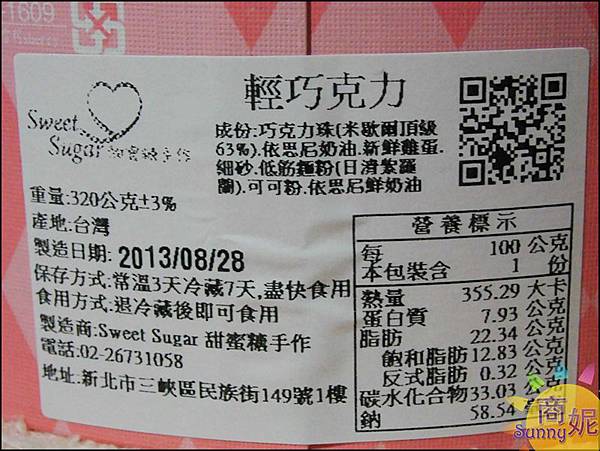 1609
Sweet
Sugar 甜蜜糖手作
輕巧克力
成份:巧克力珠(米歇爾頂級
63%).依思尼奶油.新鮮雞蛋.
細砂.低筋麵粉(日清紫羅
蘭).可可粉.依思尼鮮奶油
重量:320公克±3%
產地:台灣
製造日期: 2013/08/28
保存方式:常溫3天冷藏7天,盡快食用
食用方式:退冷藏後即可食用
製造商:Sweet Sugar 甜蜜糖手作
電話:02-26731058
地址:新北市三峽區民族街149號1樓
營養標示
每 100 公克
本包裝含 1 份
熱量 355.29 大卡
蛋白質 7.93 公克
脂肪 22.34 公克
飽和脂肪 12.83 公克
反式脂肪 0.32 公克
碳水化合物 33.03
鈉 58.54
商妮
Sunny